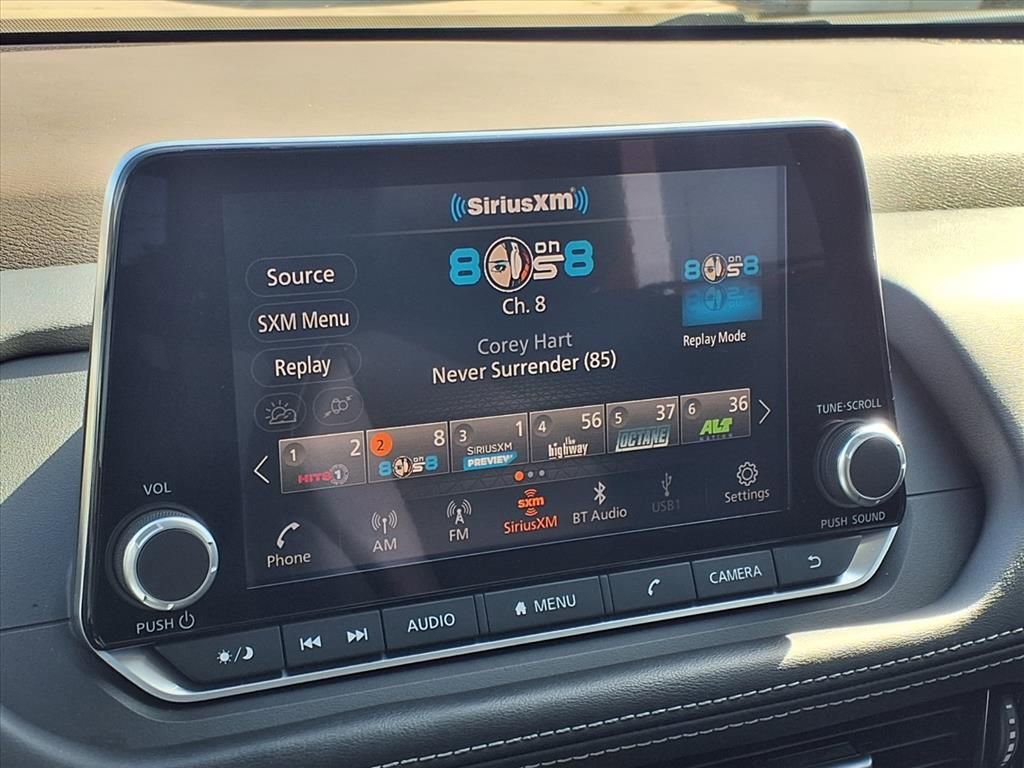 SiriusXM
8 on 8
8 on 8
Ch. 8
Source
SXM Menu
Replay
Corey Hart
Never Surrender (85)
Replay Mode
1 2 HITS 1
2 8 8 on 8
3 1 SIRIUSXM PREVIEW
4 56 the highway
5 37 OCTANE
6 36 ALT NATION
TUNE·SCROLL
VOL
Phone
AM
FM
sxm
SiriusXM
BT Audio
USB1
Settings
PUSH SOUND
PUSH
AUDIO
MENU
CAMERA